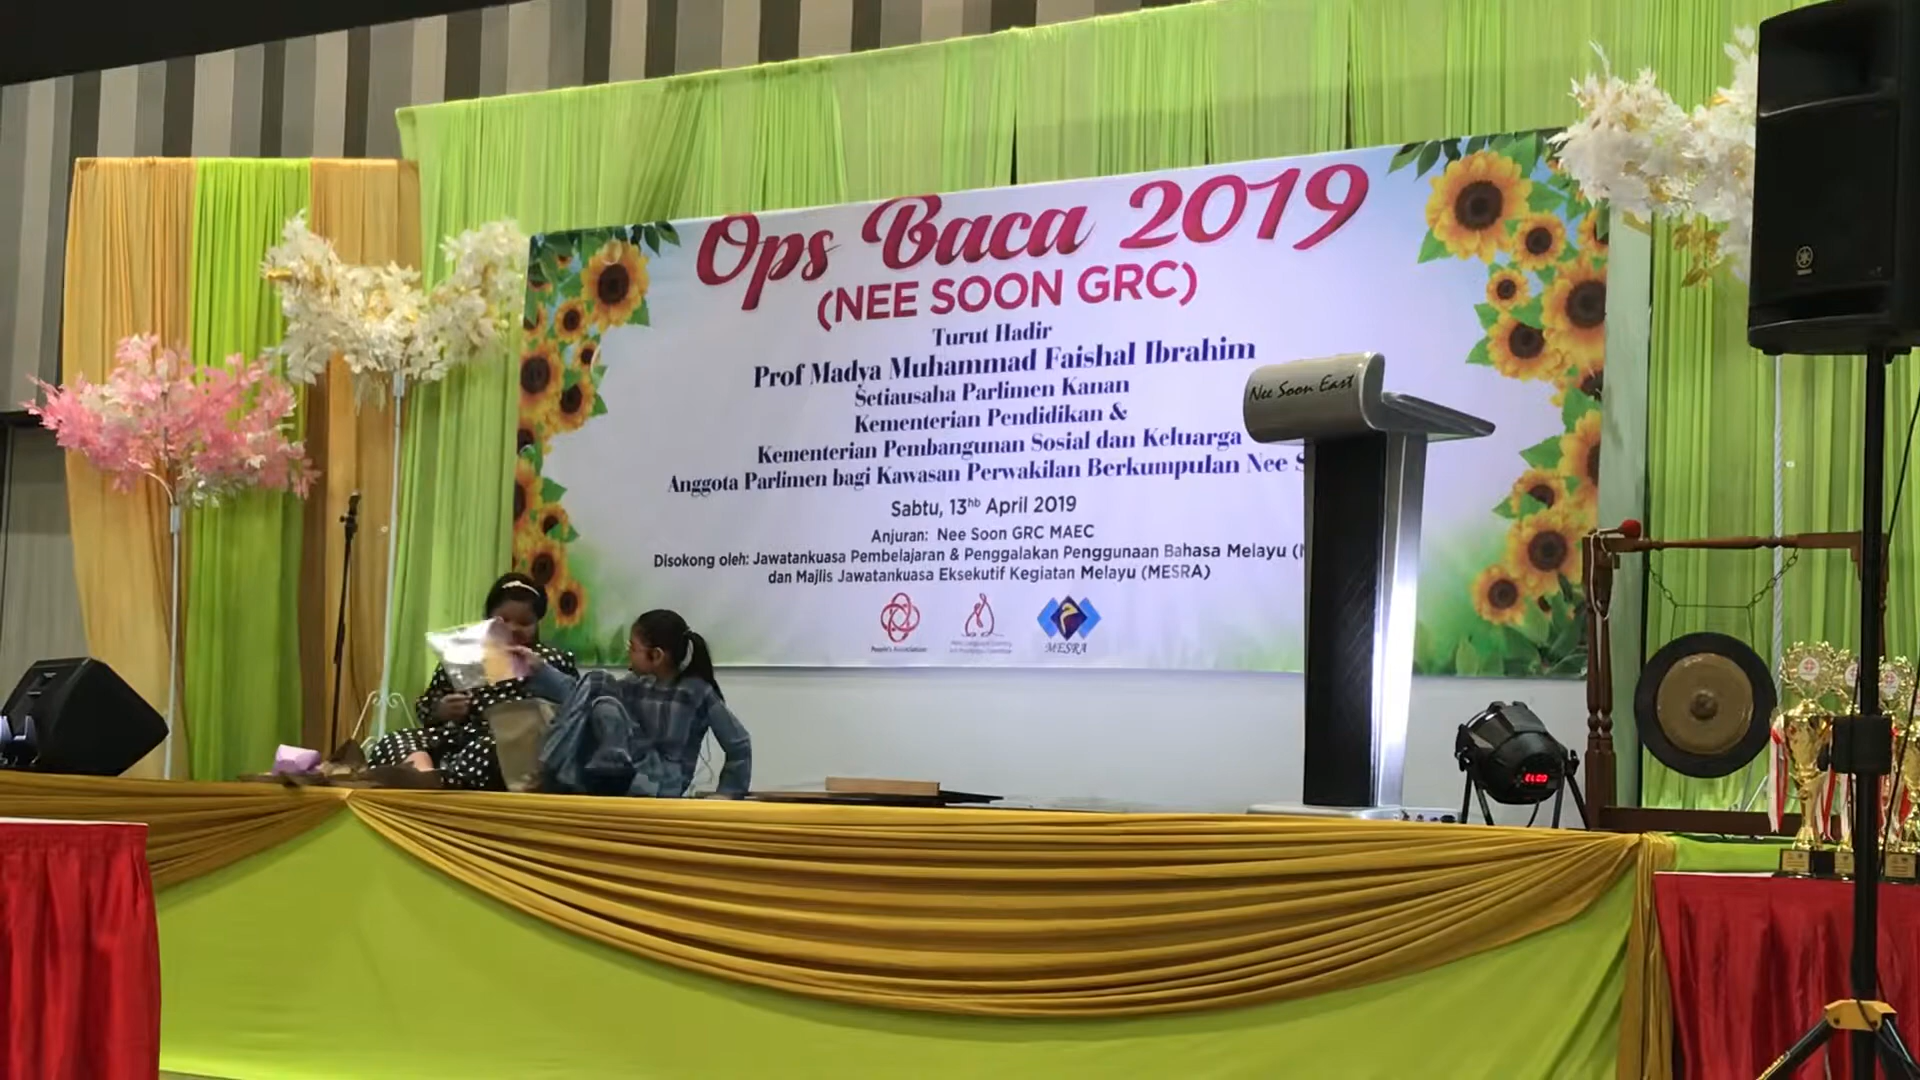 Ops Baca 2019
(NEE SOON GRC)
Turut Hadir
Prof Madya Muhammad Faishal Ibrahim
Setiausaha Parlimen Kanan
Kementerian Pendidikan &
Kementerian Pembangunan Sosial dan Keluarga
Anggota Parlimen bagi Kawasan Perwakilan Berkumpulan Nee
Sabtu, 13hb April 2019
Anjuran: Nee Soon GRC MAEC
Disokong oleh: Jawatankuasa Pembelajaran & Penggalakan Penggunaan Bahasa Melayu
dan Majlis Jawatankuasa Eksekutif Kegiatan Melayu (MESRA)
People's Association
MESRA
Nee Soon East
YAMAHA